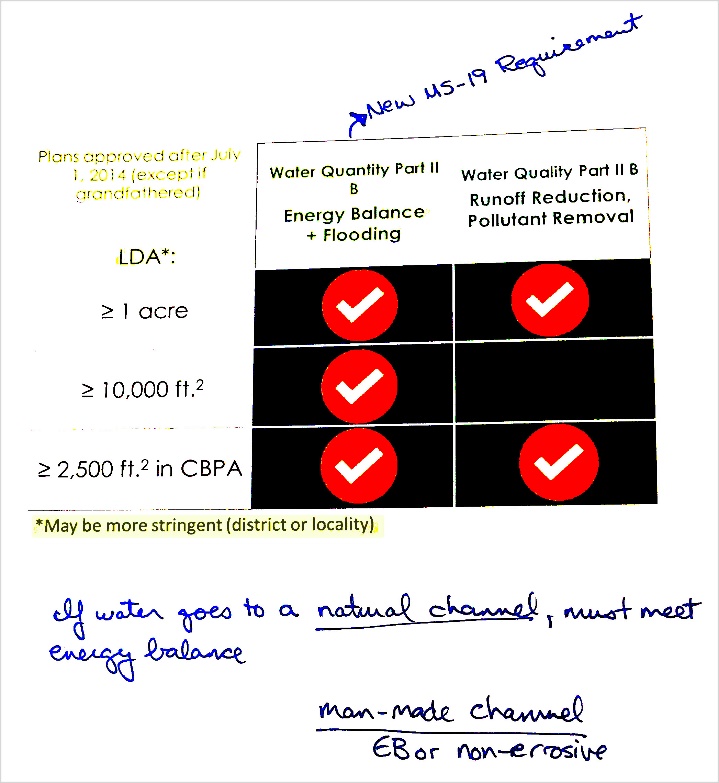 New MS-19 Requirement
Plans approved after July
1, 2014 (except if
grandfathered)
Water Quantity Part II
B
Energy Balance
+ Flooding
Water Quality Part II B
Runoff Reduction,
Pollutant Removal
LDA*:
≥ 1 acre
≥ 10,000 ft.²
≥ 2,500 ft.² in CBPA
*May be more stringent (district or locality)
If water goes to a natural channel, must meet
energy balance
man-made channel
EB or non-errosive